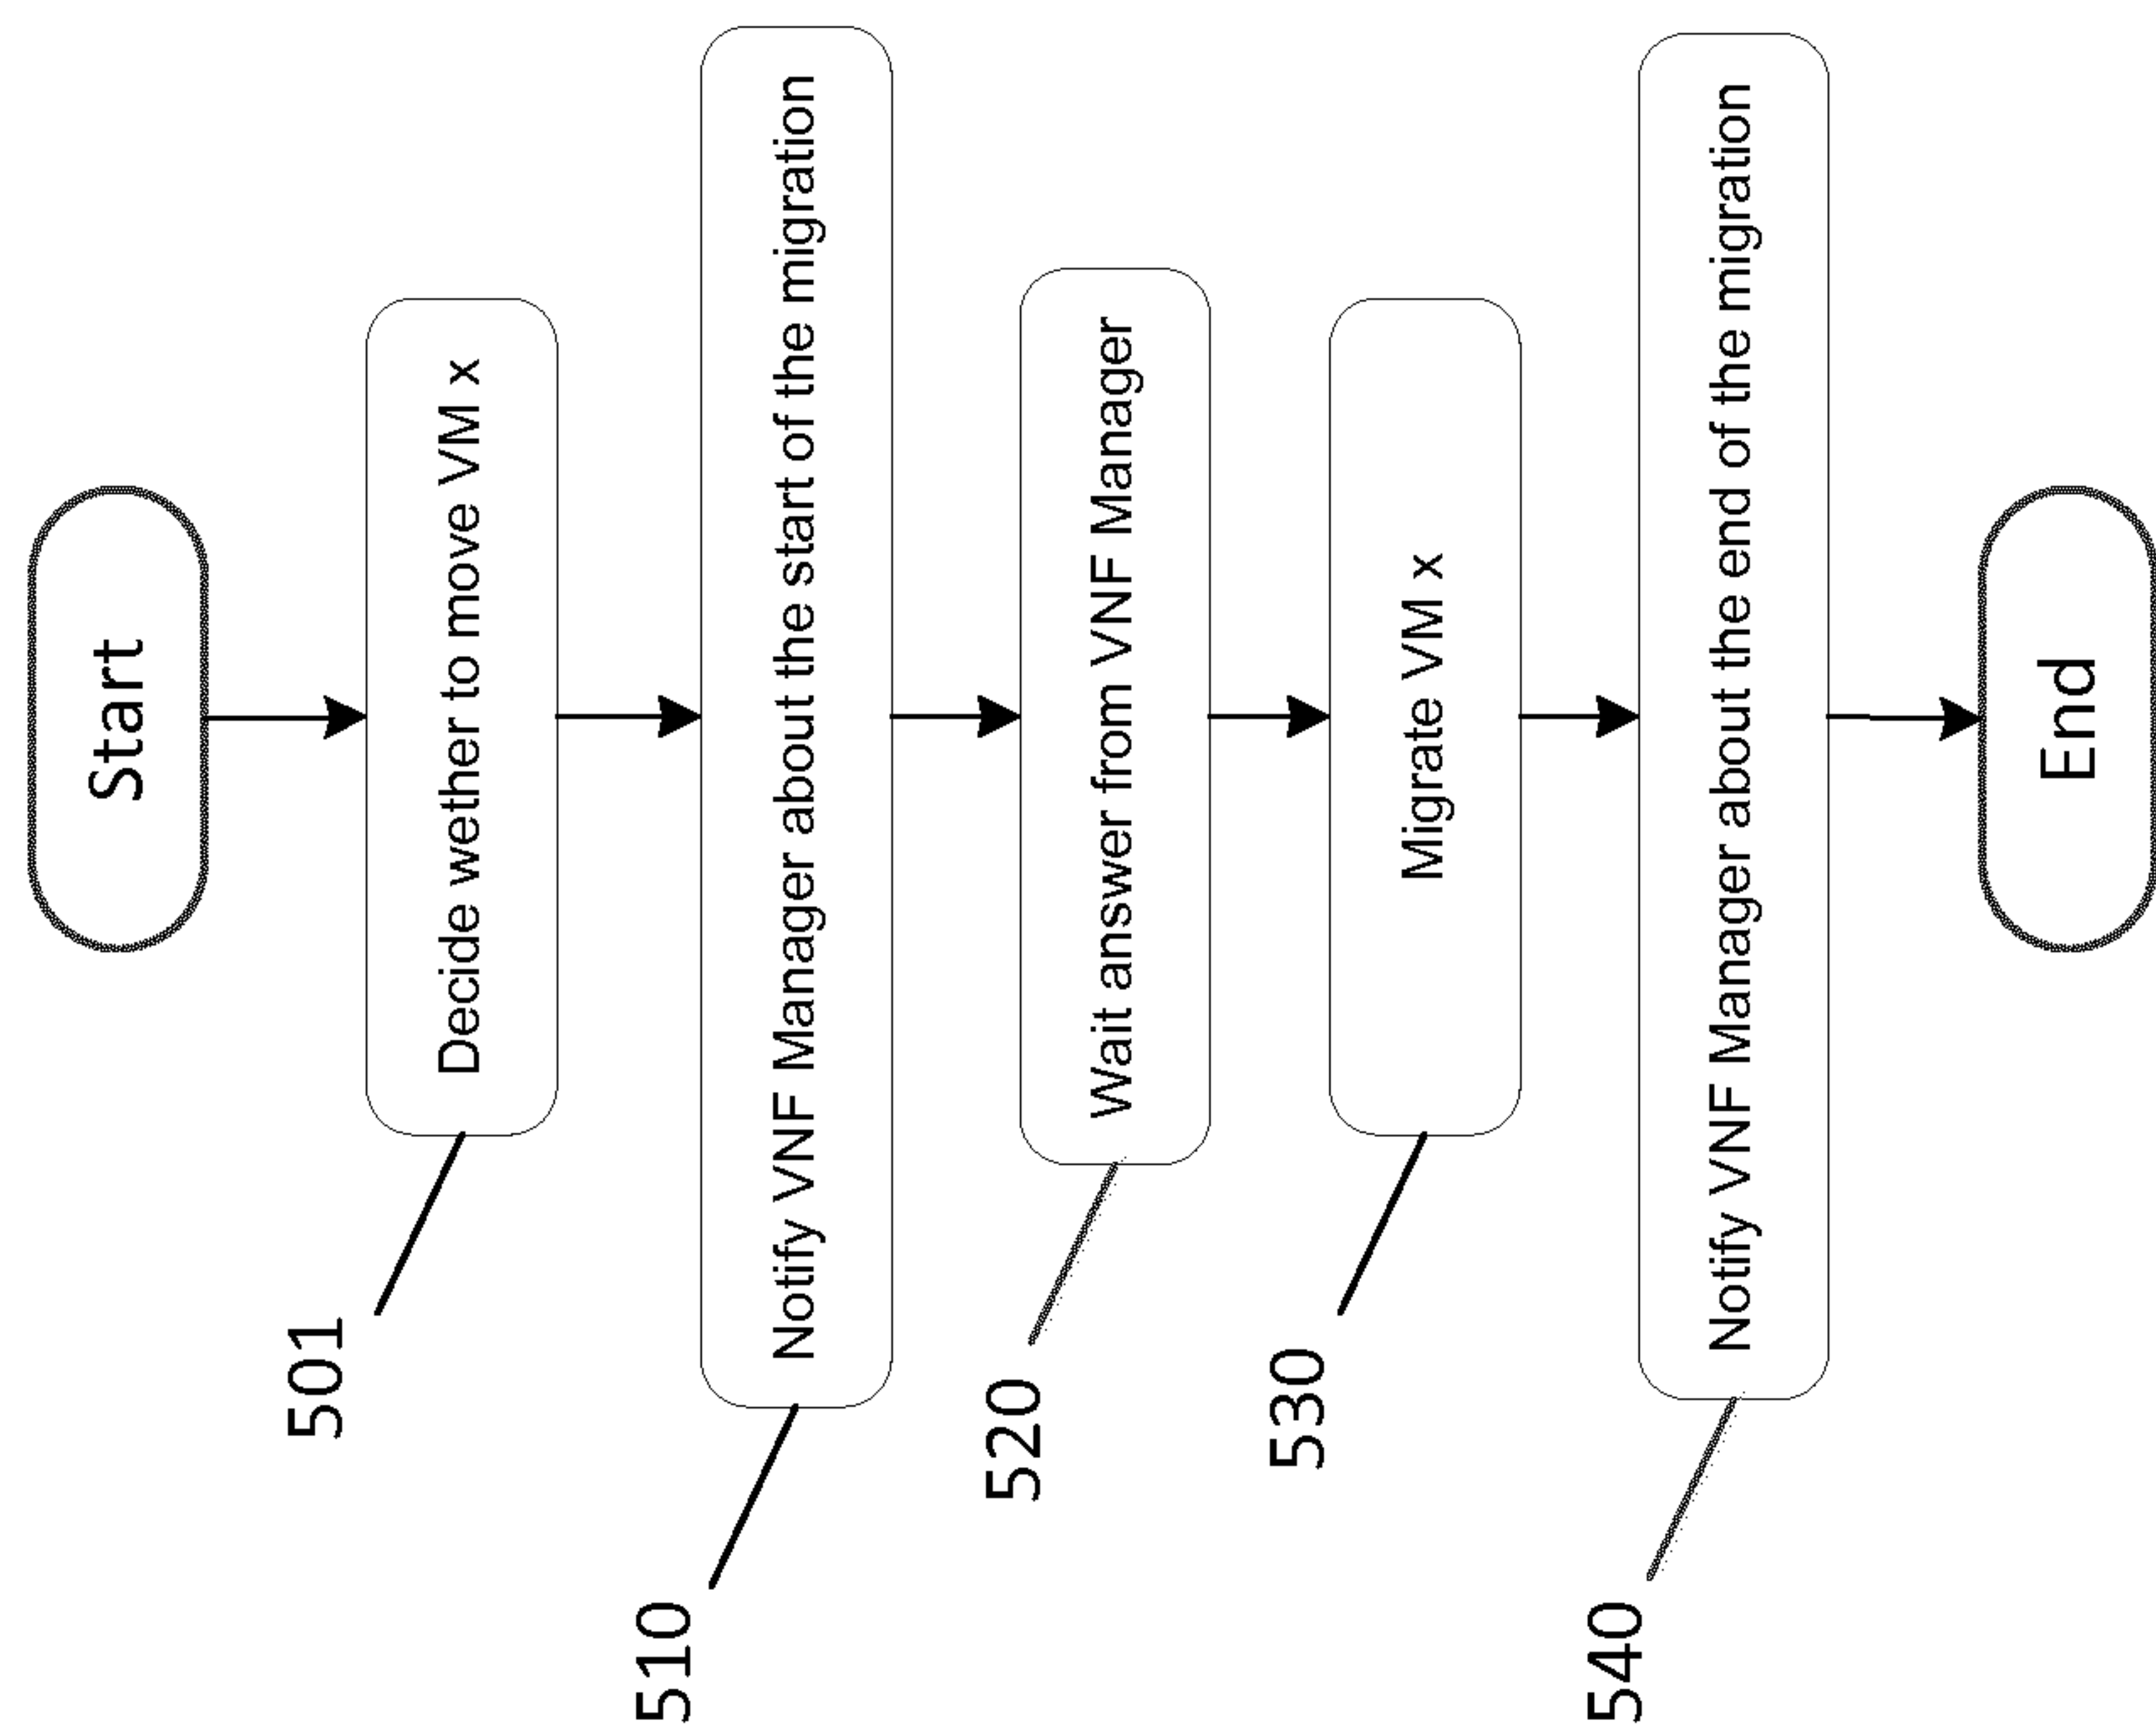 Start
501
Decide wether to move VM x
510
Notify VNF Manager about the start of the migration
520
Wait answer from VNF Manager
530
Migrate VM x
540
Notify VNF Manager about the end of the migration
End